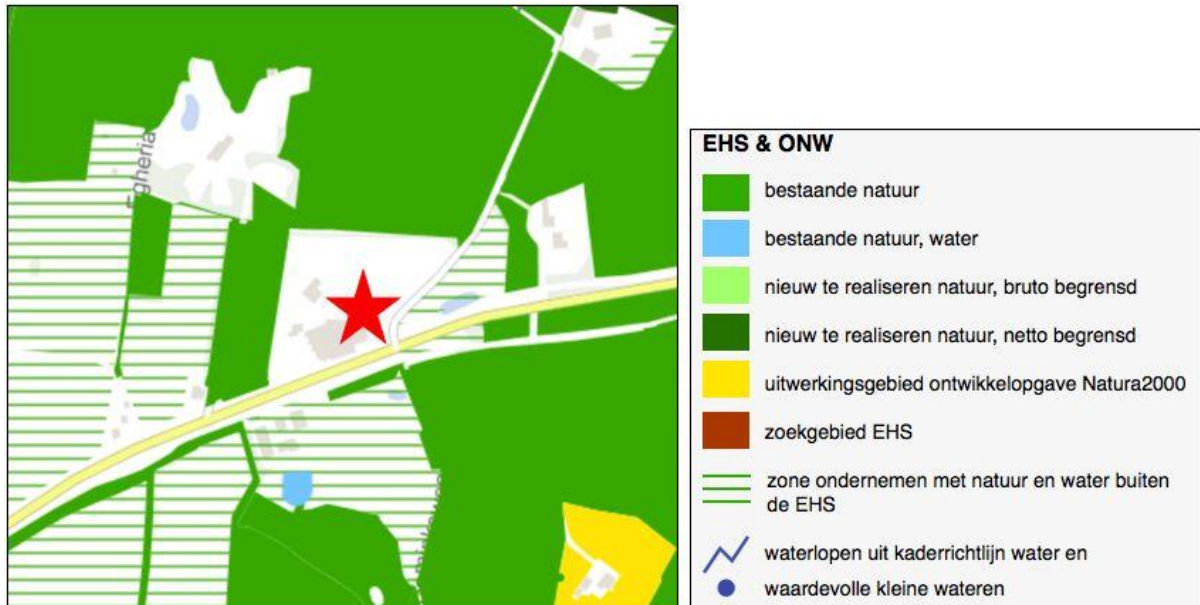 Egheria
EHS & ONW
bestaande natuur
bestaande natuur, water
nieuw te realiseren natuur, bruto begrensd
nieuw te realiseren natuur, netto begrensd
uitwerkingsgebied ontwikkelopgave Natura2000
zoekgebied EHS
zone ondernemen met natuur en water buiten
de EHS
waterlopen uit kaderrichtlijn water en
waardevolle kleine wateren